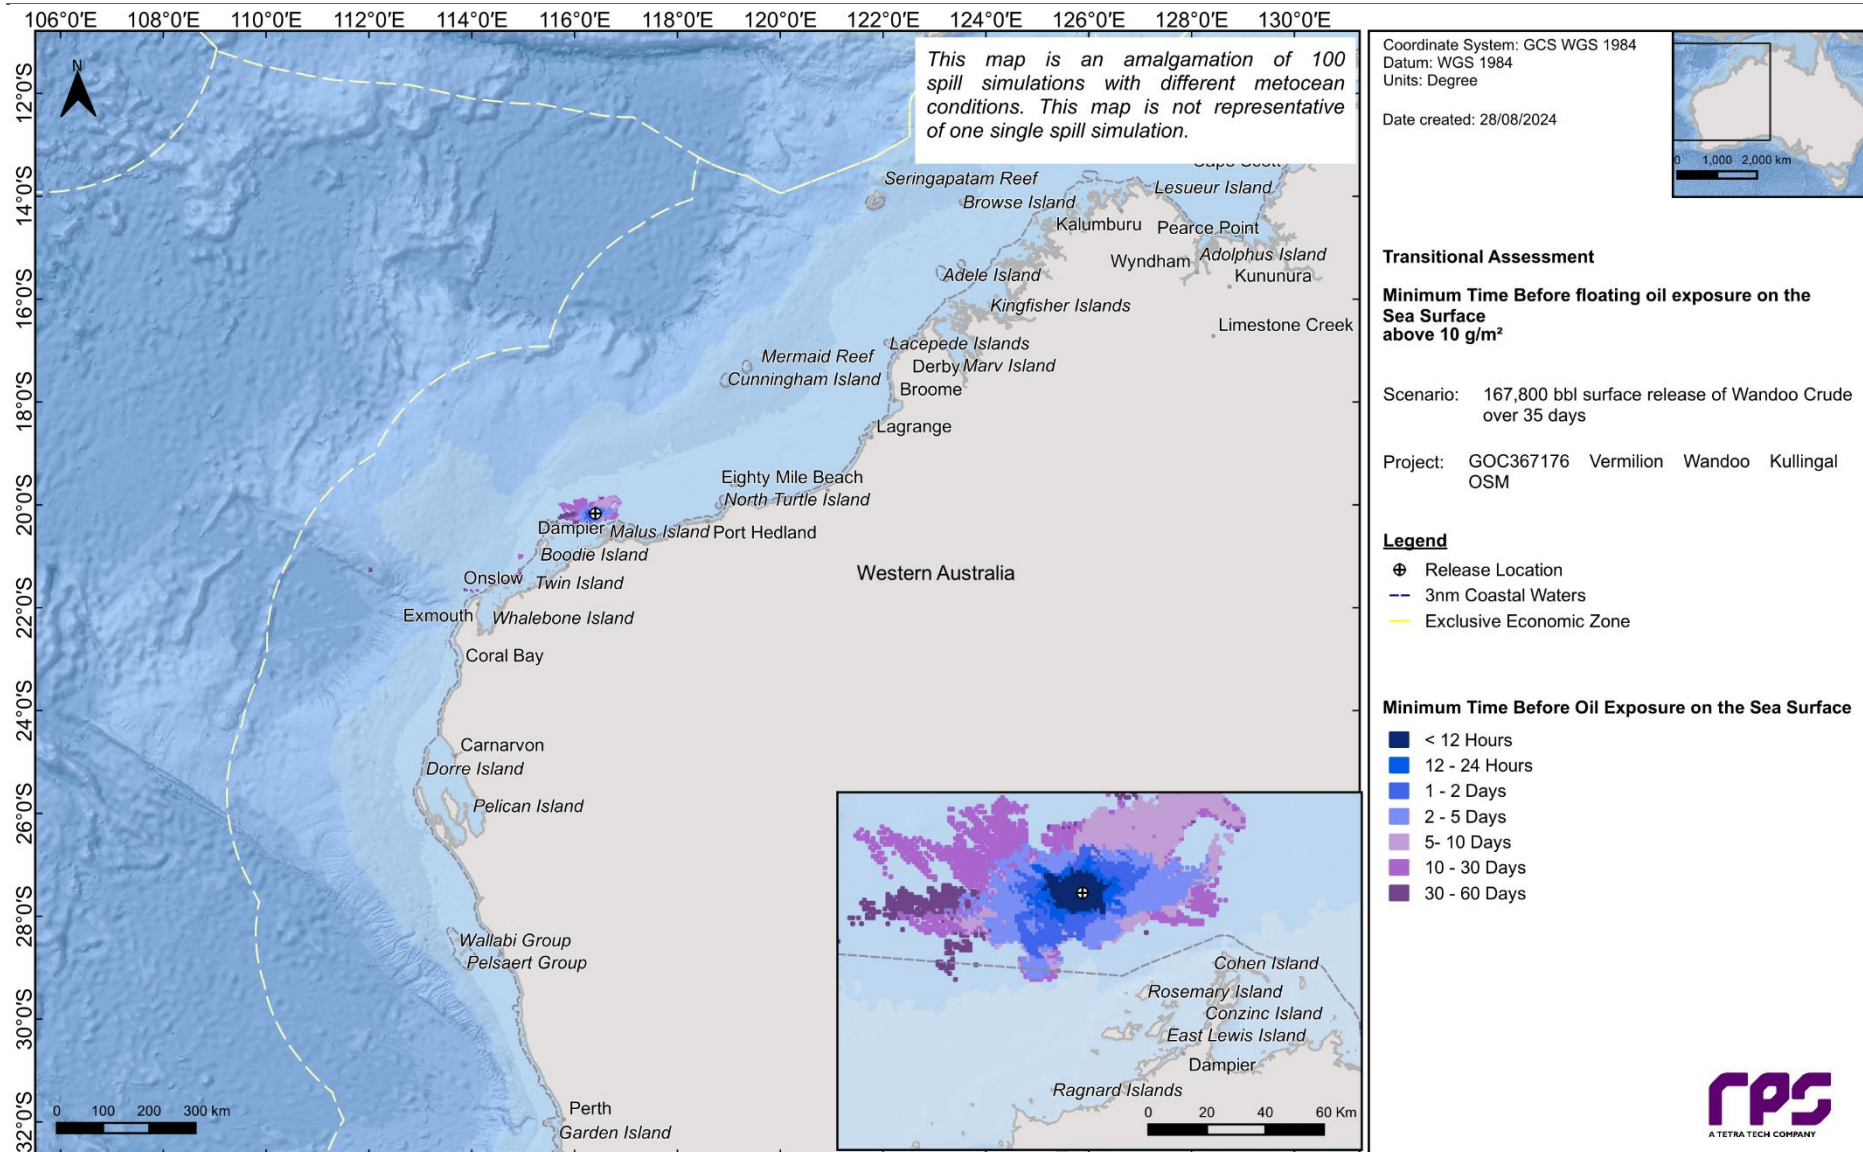 106°0'E 108°0'E 110°0'E 112°0'E 114°0'E 116°0'E 118°0'E 120°0'E 122°0'E 124°0'E 126°0'E 128°0'E 130°0'E
12°0'S
14°0'S
16°0'S
18°0'S
20°0'S
22°0'S
24°0'S
26°0'S
28°0'S
30°0'S
32°0'S
N
This map is an amalgamation of 100
spill simulations with different metocean
conditions. This map is not representative
of one single spill simulation.
Seringapatam Reef
Lesueur Island
Browse Island
Kalumburu
Pearce Point
Wyndham
Adolphus Island
Adele Island
Kununura
Kingfisher Islands
Limestone Creek
Lacepede Islands
Mermaid Reef
Derby
Marv Island
Cunningham Island
Broome
Lagrange
Eighty Mile Beach
North Turtle Island
Dampier
Malus Island
Port Hedland
Boodie Island
Western Australia
Onslow
Twin Island
Exmouth
Whalebone Island
Coral Bay
Carnarvon
Dorre Island
Pelican Island
Wallabi Group
Pelsaert Group
Perth
Garden Island
0 100 200 300 km
Cohen Island
Rosemary Island
Conzinc Island
East Lewis Island
Dampier
Ragnard Islands
0 20 40 60 Km
Coordinate System: GCS WGS 1984
Datum: WGS 1984
Units: Degree
Date created: 28/08/2024
0 1,000 2,000 km
Transitional Assessment
Minimum Time Before floating oil exposure on the
Sea Surface
above 10 g/m²
Scenario: 167,800 bbl surface release of Wandoo Crude
over 35 days
Project: GOC367176 Vermilion Wandoo Kullingal
OSM
Legend
Release Location
3nm Coastal Waters
Exclusive Economic Zone
Minimum Time Before Oil Exposure on the Sea Surface
< 12 Hours
12 - 24 Hours
1 - 2 Days
2 - 5 Days
5- 10 Days
10 - 30 Days
30 - 60 Days
rps
A TETRA TECH COMPANY